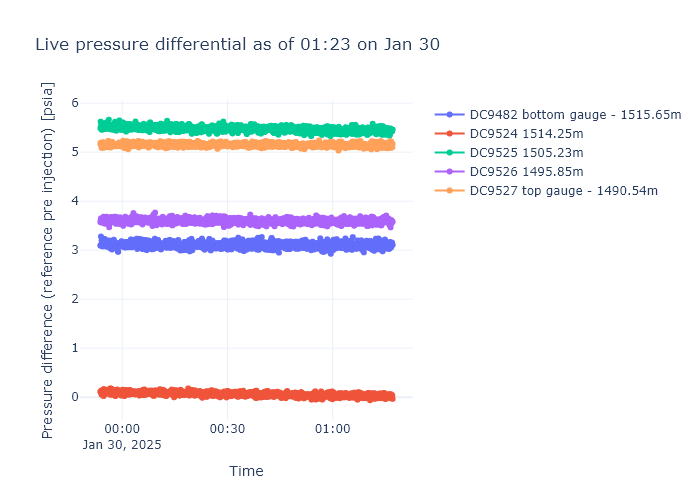 Live pressure differential as of 01:23 on Jan 30
Pressure difference (reference pre injection) [psia]
6
5
4
3
2
1
0
00:00
Jan 30, 2025
00:30
01:00
Time
DC9482 bottom gauge - 1515.65m
DC9524 1514.25m
DC9525 1505.23m
DC9526 1495.85m
DC9527 top gauge - 1490.54m